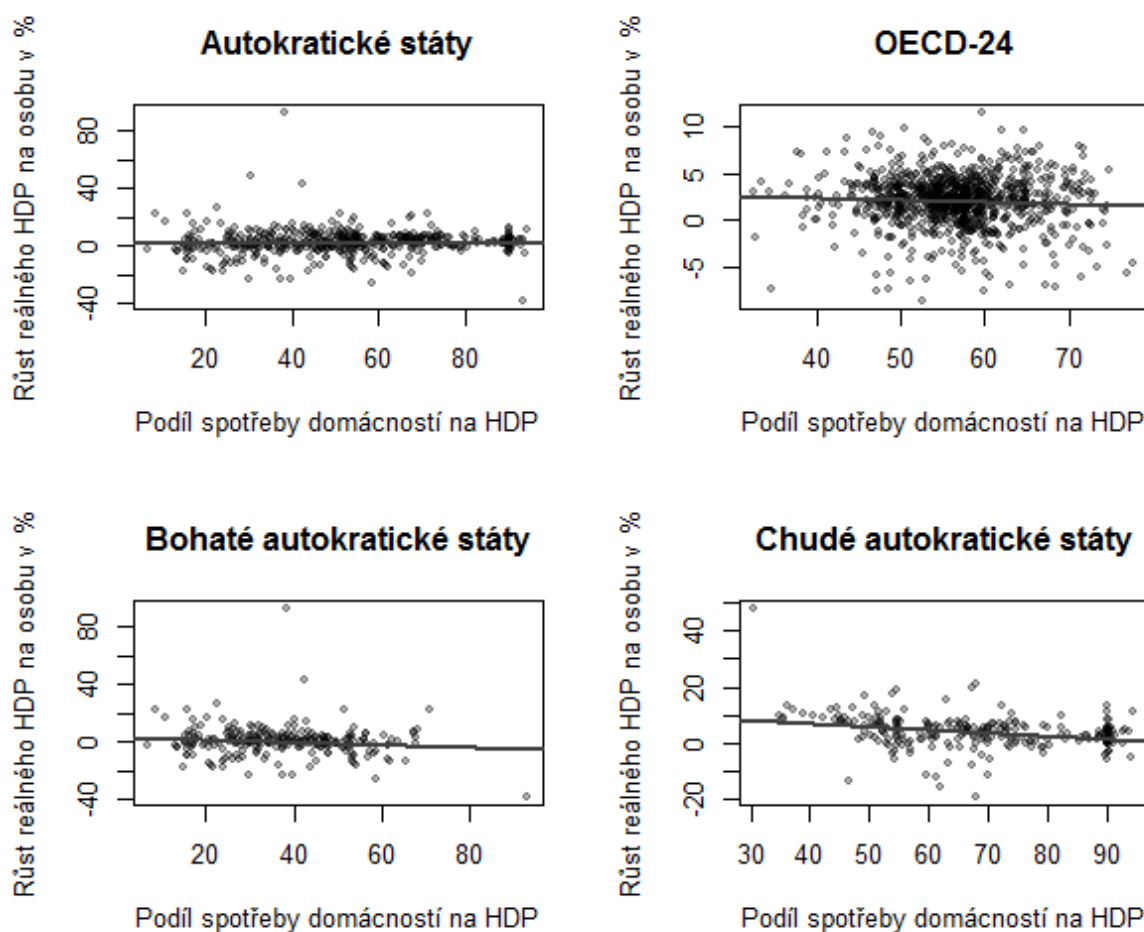 Autokratické státy
Růst reálného HDP na osobu v %
-40 0 40 80
20 40 60 80
Podíl spotřeby domácností na HDP
OECD-24
Růst reálného HDP na osobu v %
-5 0 5 10
40 50 60 70
Podíl spotřeby domácností na HDP
Bohaté autokratické státy
Růst reálného HDP na osobu v %
-40 0 40 80
20 40 60 80
Podíl spotřeby domácností na HDP
Chudé autokratické státy
Růst reálného HDP na osobu v %
-20 0 20 40
30 40 50 60 70 80 90
Podíl spotřeby domácností na HDP